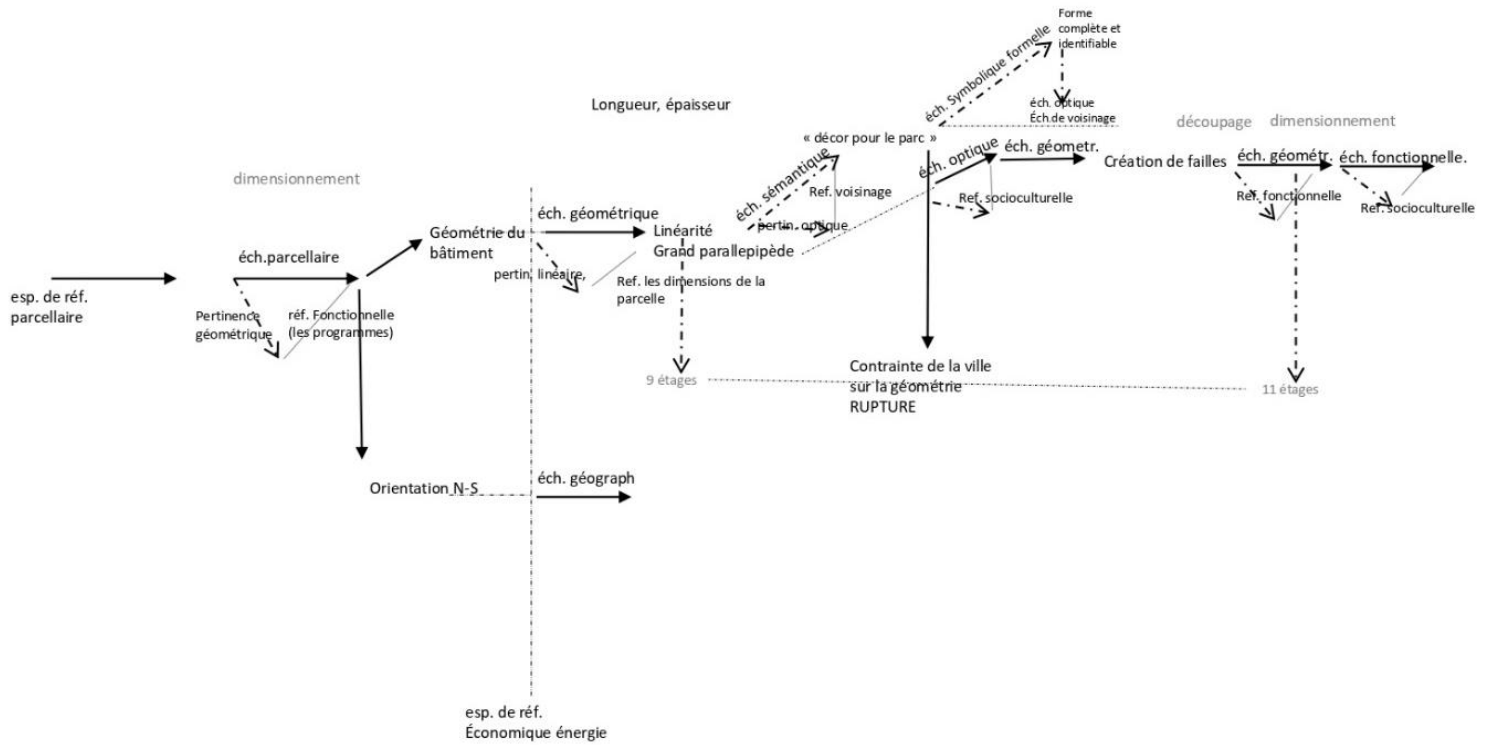 Forme
complète et
identifiable
éch. Symbolique formelle
Longueur, épaisseur
éch. optique
Éch.de voisinage
« décor pour le parc »
découpage
dimensionnement
éch. optique
éch. géometr.
Création de failles
éch. géométr.
éch. fonctionnelle.
dimensionnement
éch. sémantique
Ref. voisinage
Ref. socioculturelle
Ref. fonctionnelle
Ref. socioculturelle
éch. géométrique
pertin. optique
Géométrie du
bâtiment
Linéarité
Grand parallepipède
éch.parcellaire
pertin. linéaire,
Ref. les dimensions de la
parcelle
esp. de réf.
parcellaire
Pertinence
géométrique
réf. Fonctionnelle
(les programmes)
9 étages
Contrainte de la ville
sur la géométrie
RUPTURE
11 étages
Orientation N-S
éch. géograph
esp. de réf.
Économique énergie